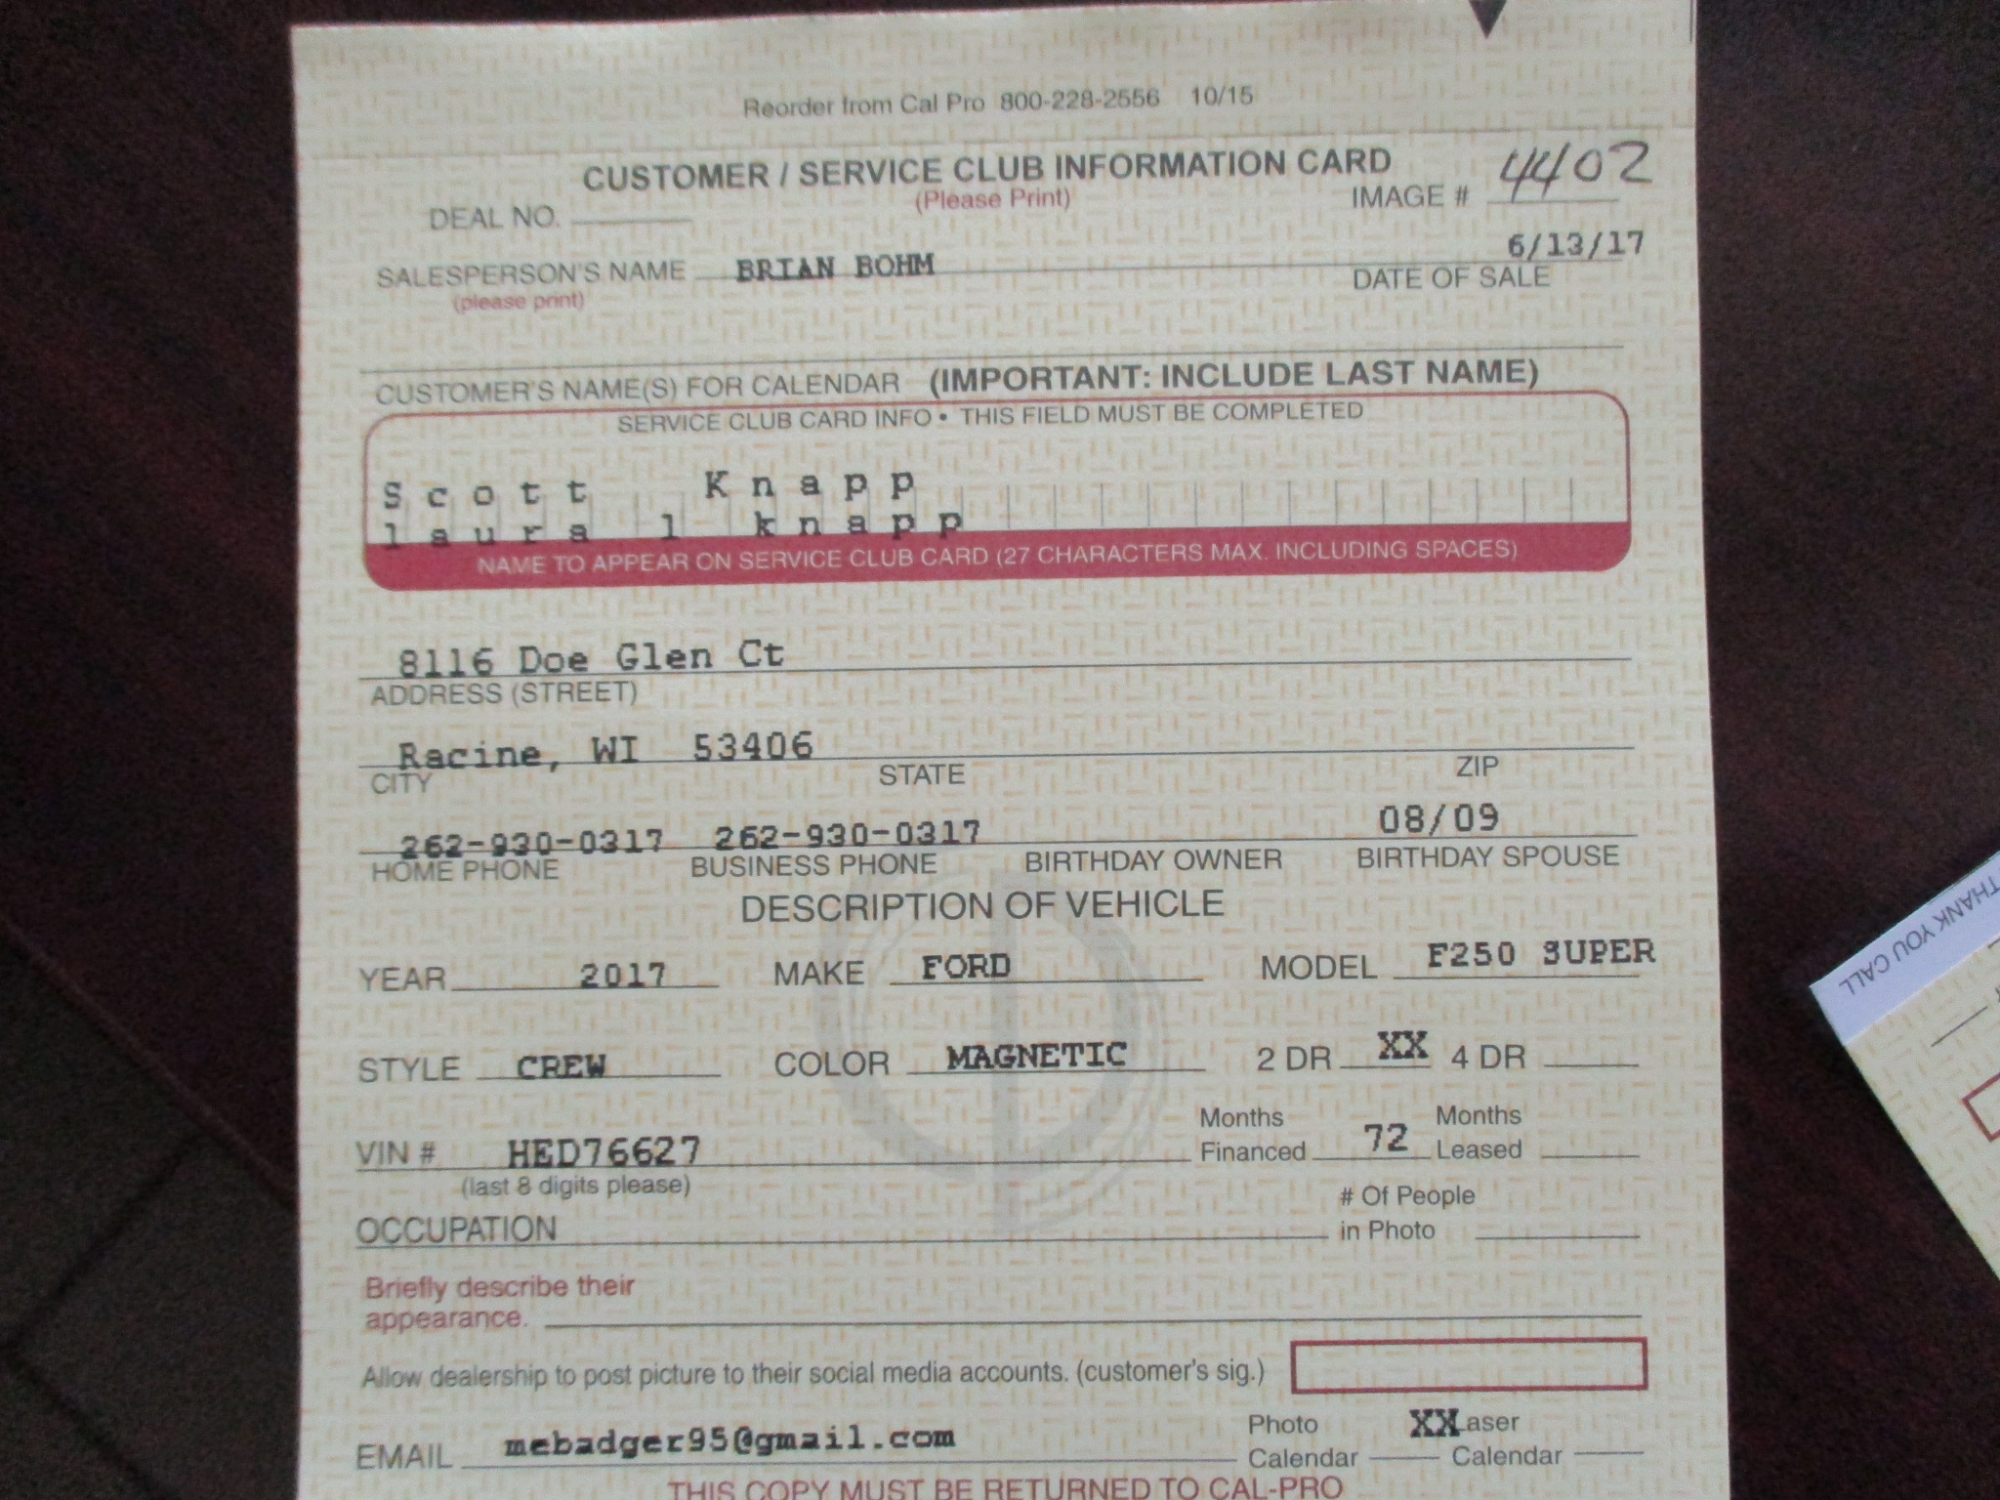 Reorder from Cal Pro 800-228-2556 10/15
CUSTOMER / SERVICE CLUB INFORMATION CARD
(Please Print)
IMAGE # 4402
DEAL NO.
6/13/17
SALESPERSON'S NAME BRIAN BOHM
DATE OF SALE
(please print)
CUSTOMER'S NAME(S) FOR CALENDAR (IMPORTANT: INCLUDE LAST NAME)
SERVICE CLUB CARD INFO • THIS FIELD MUST BE COMPLETED
Scott Knapp
laura l knapp
NAME TO APPEAR ON SERVICE CLUB CARD (27 CHARACTERS MAX. INCLUDING SPACES)
8116 Doe Glen Ct
ADDRESS (STREET)
Racine, WI 53406
CITY STATE ZIP
262-930-0317 262-930-0317 08/09
HOME PHONE BUSINESS PHONE BIRTHDAY OWNER BIRTHDAY SPOUSE
DESCRIPTION OF VEHICLE
YEAR 2017 MAKE FORD MODEL F250 SUPER
STYLE CREW COLOR MAGNETIC 2 DR XX 4 DR
Months Months
VIN # HED76627 Financed 72 Leased
(last 8 digits please)
# Of People
OCCUPATION in Photo
Briefly describe their
appearance.
Allow dealership to post picture to their social media accounts. (customer's sig.)
Photo XXaser
EMAIL mebadger95@gmail.com Calendar Calendar
THIS COPY MUST BE RETURNED TO CAL-PRO
THANK YOU CALL